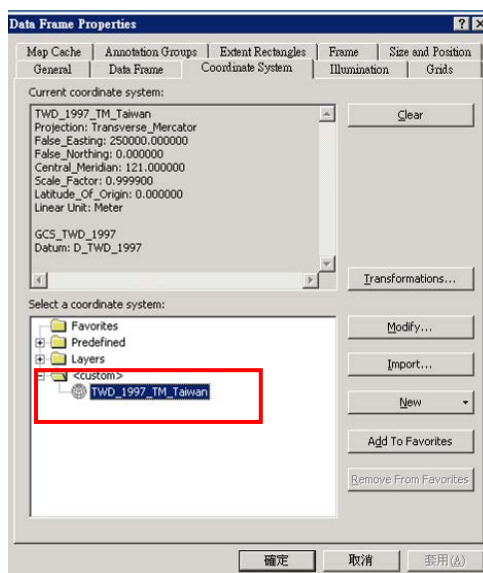 Data Frame Properties
Map Cache Annotation Groups Extent Rectangles Frame Size and Position
General Data Frame Coordinate System Illumination Grids
Current coordinate system:
TWD_1997_TM_Taiwan
Projection: Transverse_Mercator
False_Easting: 250000.000000
False_Northing: 0.000000
Central_Meridian: 121.000000
Scale_Factor: 0.999900
Latitude_Of_Origin: 0.000000
Linear Unit: Meter
GCS_TWD_1997
Datum: D_TWD_1997
Clear
Transformations...
Select a coordinate system:
Favorites
Predefined
Layers
<custom>
TWD_1997_TM_Taiwan
Modify...
Import...
New
Add To Favorites
Remove From Favorites
確定 取消 套用(A)